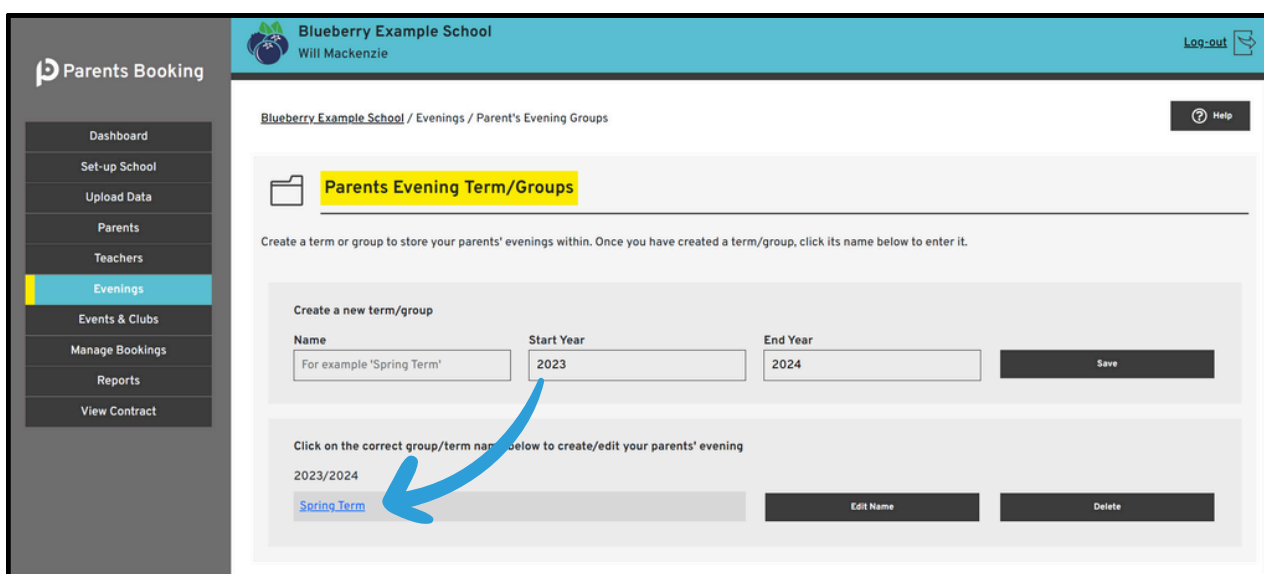 Blueberry Example School
Will Mackenzie
Log-out
Parents Booking
Dashboard
Set-up School
Upload Data
Parents
Teachers
Evenings
Events & Clubs
Manage Bookings
Reports
View Contract
Blueberry Example School / Evenings / Parent's Evening Groups
Help
Parents Evening Term/Groups
Create a term or group to store your parents' evenings within. Once you have created a term/group, click its name below to enter it.
Create a new term/group
Name Start Year End Year
For example 'Spring Term' 2023 2024 Save
Click on the correct group/term name below to create/edit your parents' evening
2023/2024
Spring Term Edit Name Delete